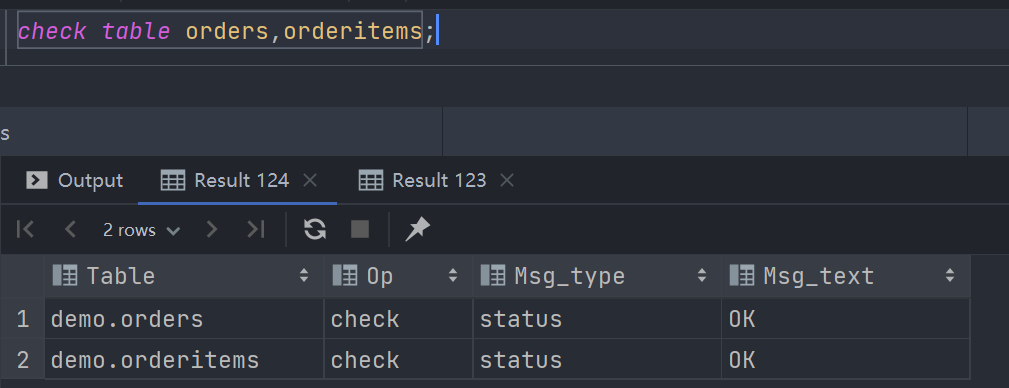 check table orders,orderitems;
s
Output Result 124 Result 123
2 rows
Table Op Msg_type Msg_text
1 demo.orders check status OK
2 demo.orderitems check status OK